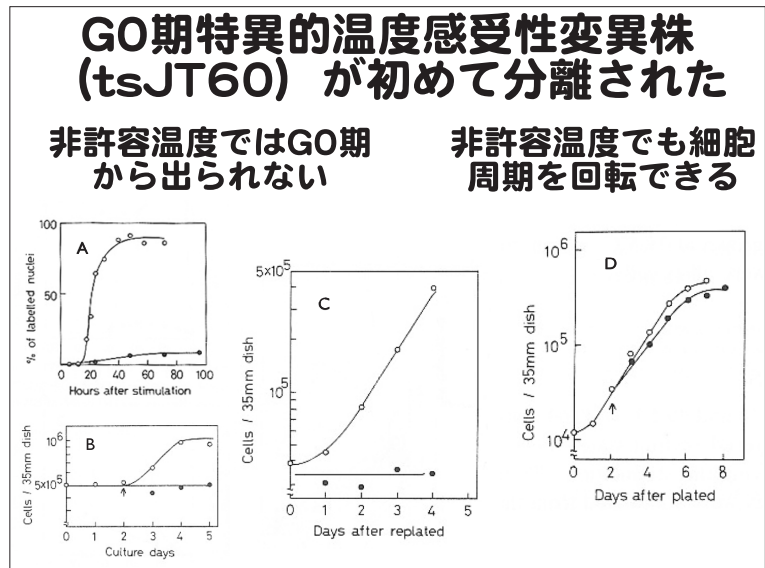 G0期特異的温度感受性変異株
(tsJT60) が初めて分離された
非許容温度ではG0期
から出られない
非許容温度でも細胞
周期を回転できる
A
100
50
% of labelled nuclei
0 20 40 60 80 100
Hours after stimulation
B
10⁶
5x10⁵
Cells / 35mm dish
0 1 2 3 4 5
Culture days
C
5x10⁵
10⁵
Cells / 35mm dish
0 1 2 3 4 5
Days after replated
D
10⁶
10⁵
10⁴
Cells / 35mm dish
0 2 4 6 8
Days after plated